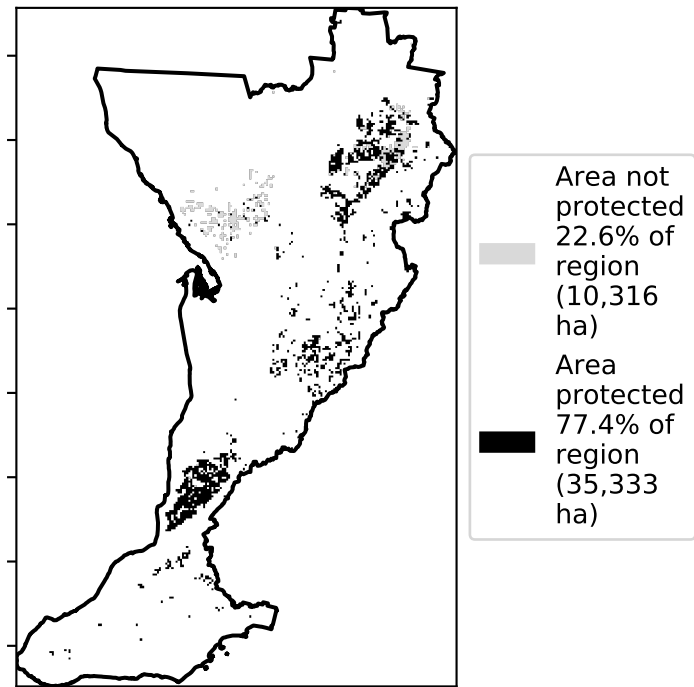 Area not
protected
22.6% of
region
(10,316
ha)
Area
protected
77.4% of
region
(35,333
ha)